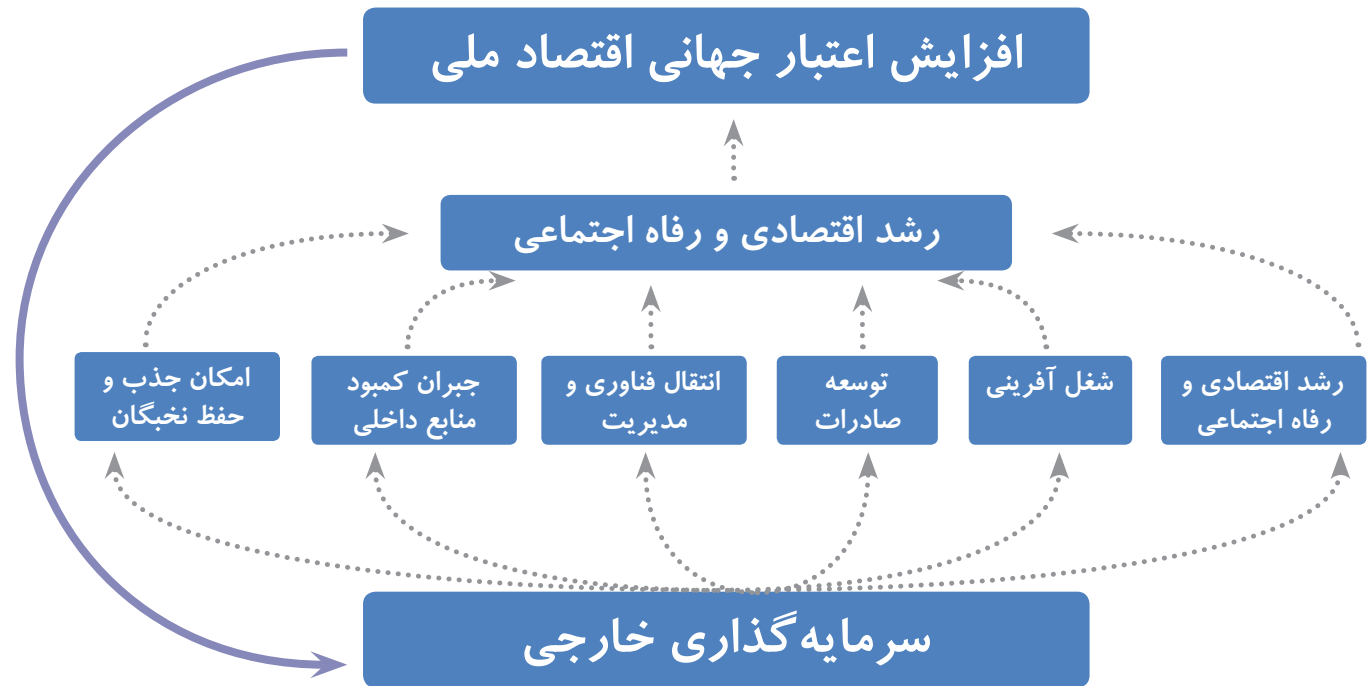 افزایش اعتبار جهانی اقتصاد ملی
رشد اقتصادی و رفاه اجتماعی
رشد اقتصادی و
رفاه اجتماعی
شغل آفرینی
توسعه
صادرات
انتقال فناوری و
مدیریت
جبران کمبود
منابع داخلی
امکان جذب و
حفظ نخبگان
سرمایه‌گذاری خارجی